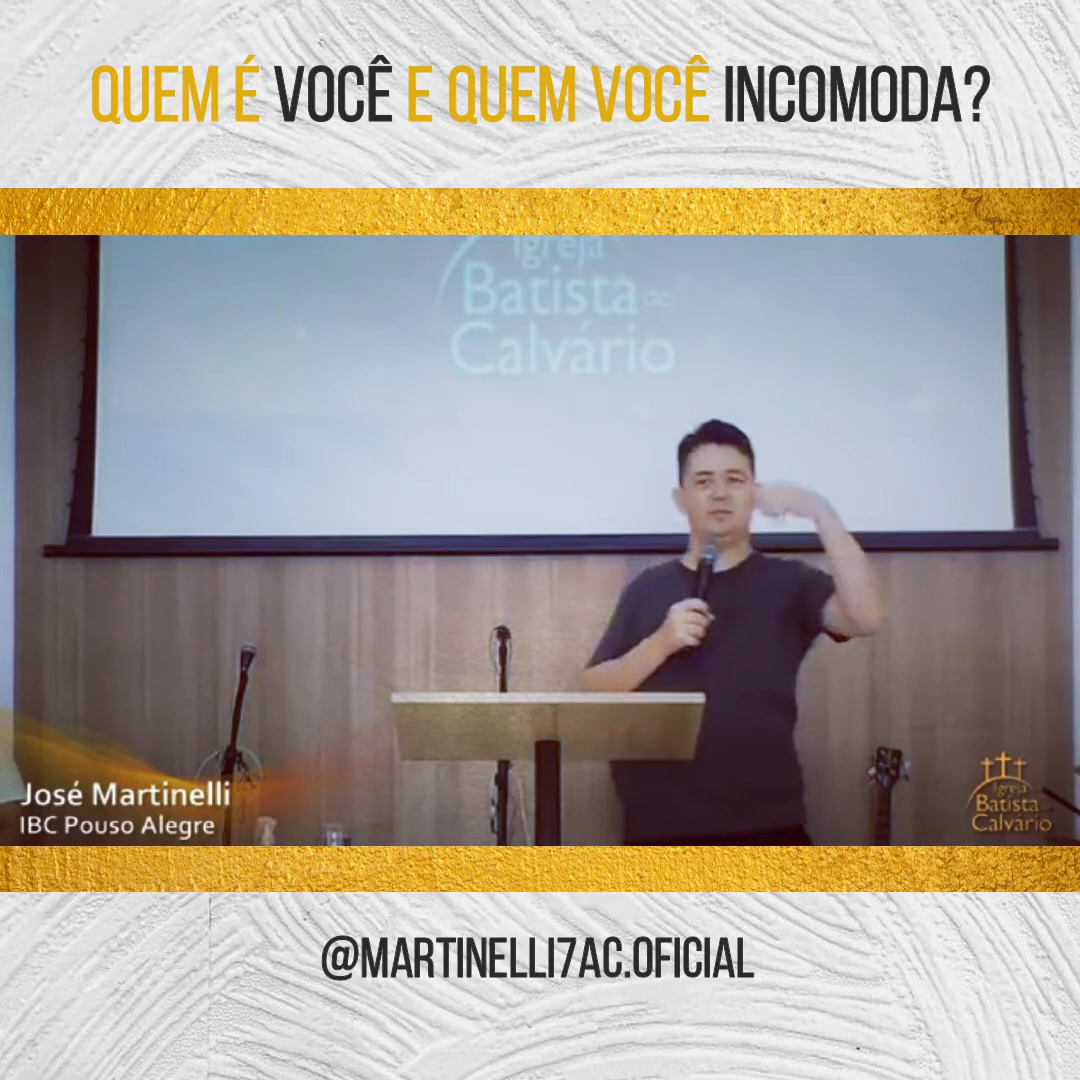 QUEM É VOCÊ E QUEM VOCÊ INCOMODA?
Igreja
Batista de
Calvário
José Martinelli
IBC Pouso Alegre
Igreja
Batista do
Calvário
@MARTINELLI7AC.OFICIAL